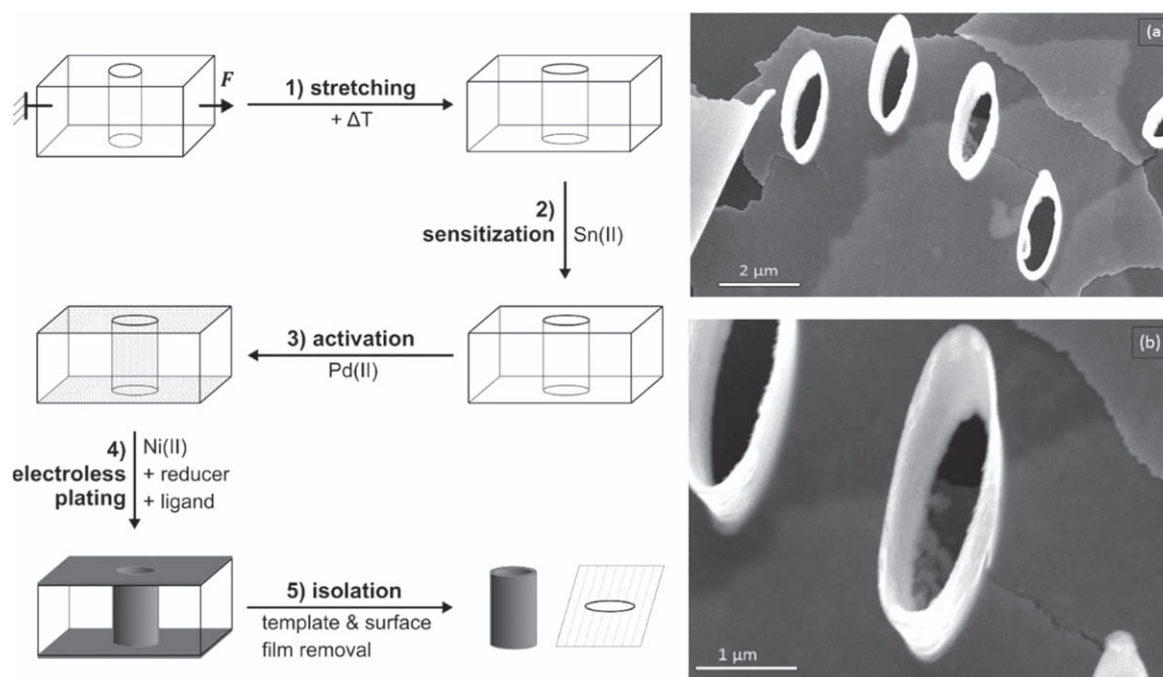 F
1) stretching
+ ΔT
2)
sensitization
Sn(II)
3) activation
Pd(II)
4)
electroless
plating
Ni(II)
+ reducer
+ ligand
5) isolation
template & surface
film removal
(a)
2 µm
(b)
1 µm